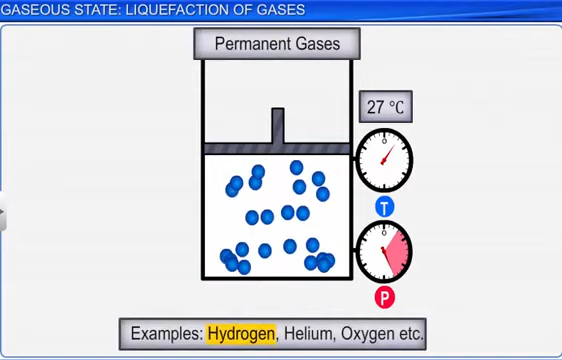 GASEOUS STATE: LIQUEFACTION OF GASES
Permanent Gases
27 °C
0
T
0
P
Examples: Hydrogen, Helium, Oxygen etc.